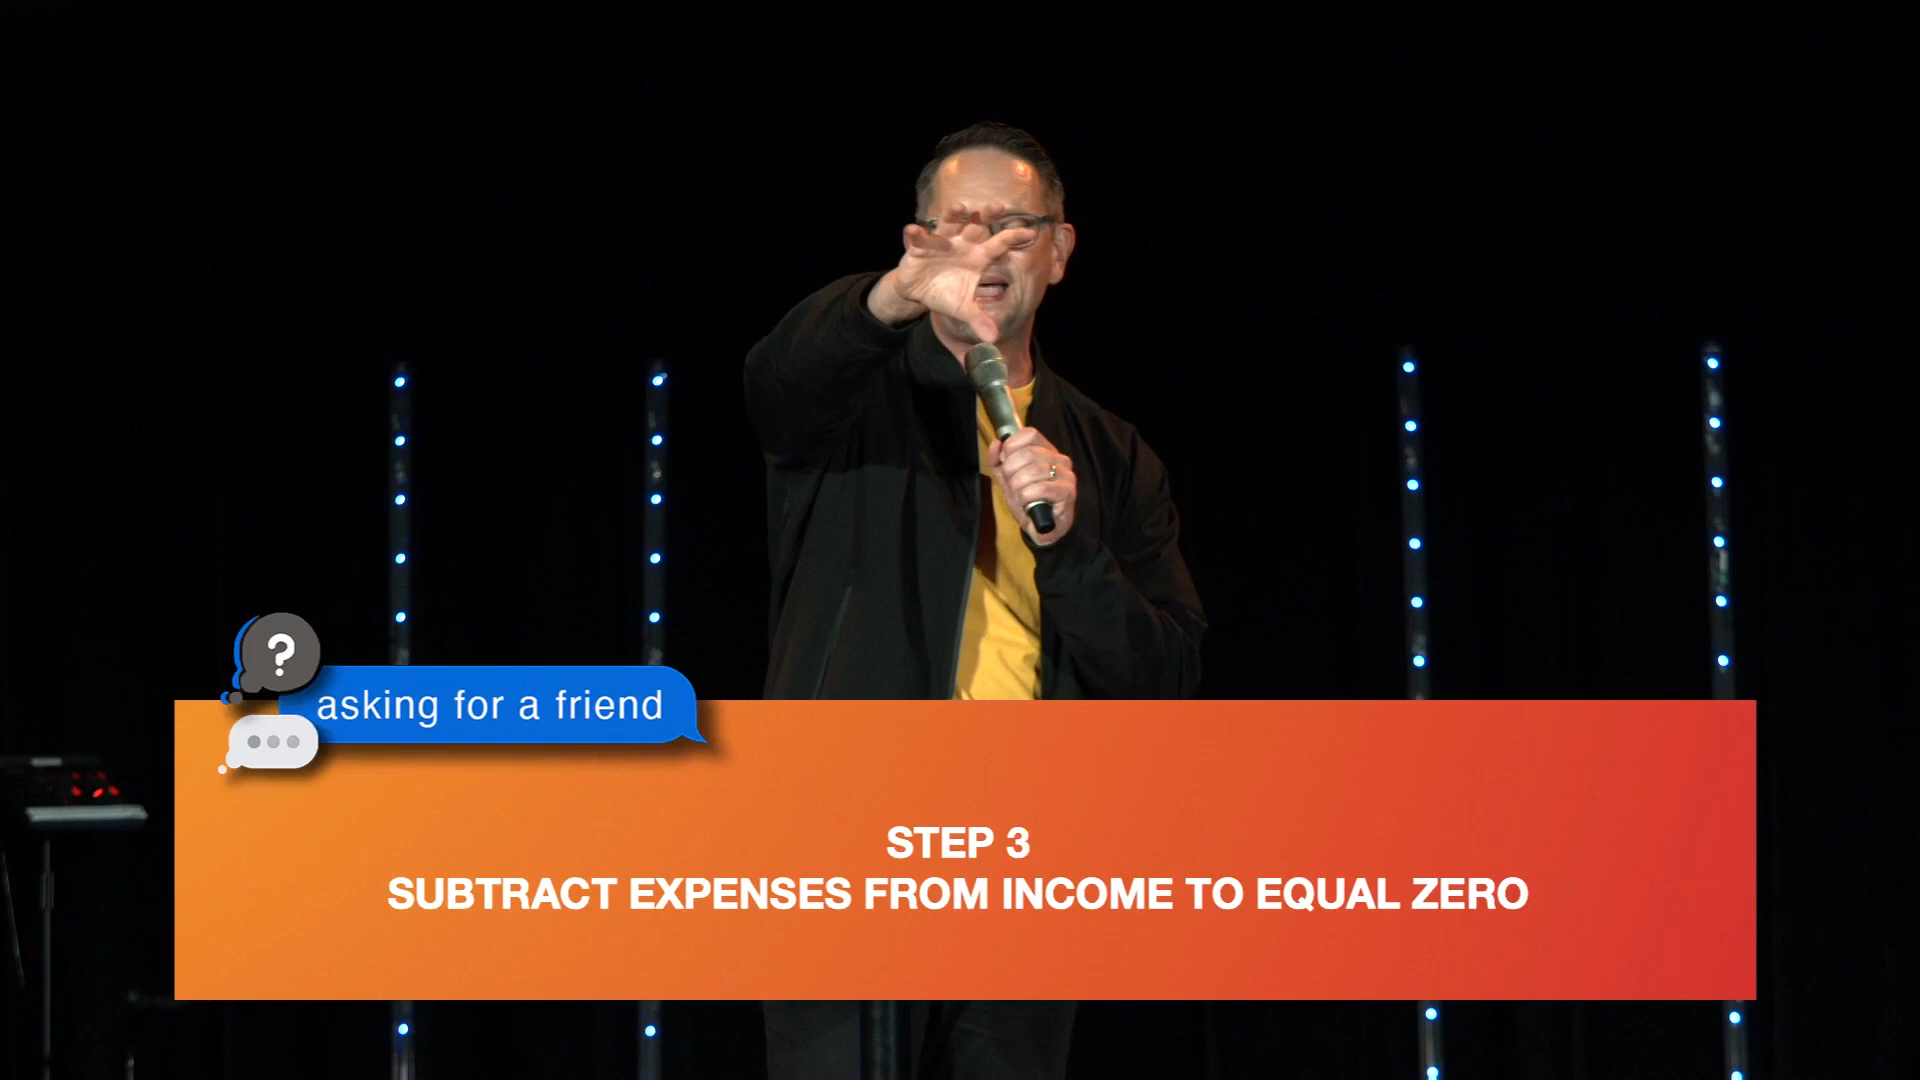 ?
asking for a friend
STEP 3
SUBTRACT EXPENSES FROM INCOME TO EQUAL ZERO